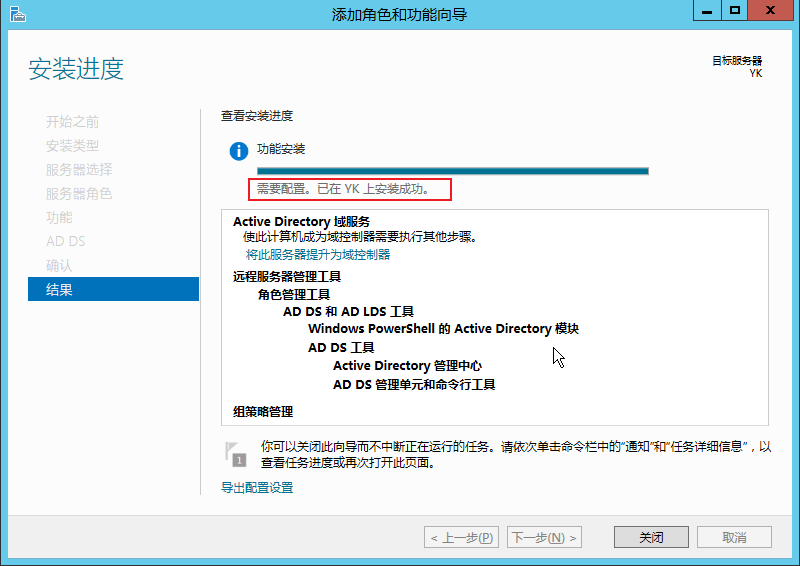 添加角色和功能向导
安装进度
目标服务器
YK
开始之前
安装类型
服务器选择
服务器角色
功能
AD DS
确认
结果
查看安装进度
功能安装
需要配置。已在 YK 上安装成功。
Active Directory 域服务
使此计算机成为域控制器需要执行其他步骤。
将此服务器提升为域控制器
远程服务器管理工具
角色管理工具
AD DS 和 AD LDS 工具
Windows PowerShell 的 Active Directory 模块
AD DS 工具
Active Directory 管理中心
AD DS 管理单元和命令行工具
组策略管理
1
你可以关闭此向导而不中断正在运行的任务。请依次单击命令栏中的“通知”和“任务详细信息”，以
查看任务进度或再次打开此页面。
导出配置设置
< 上一步(P)
下一步(N) >
关闭
取消